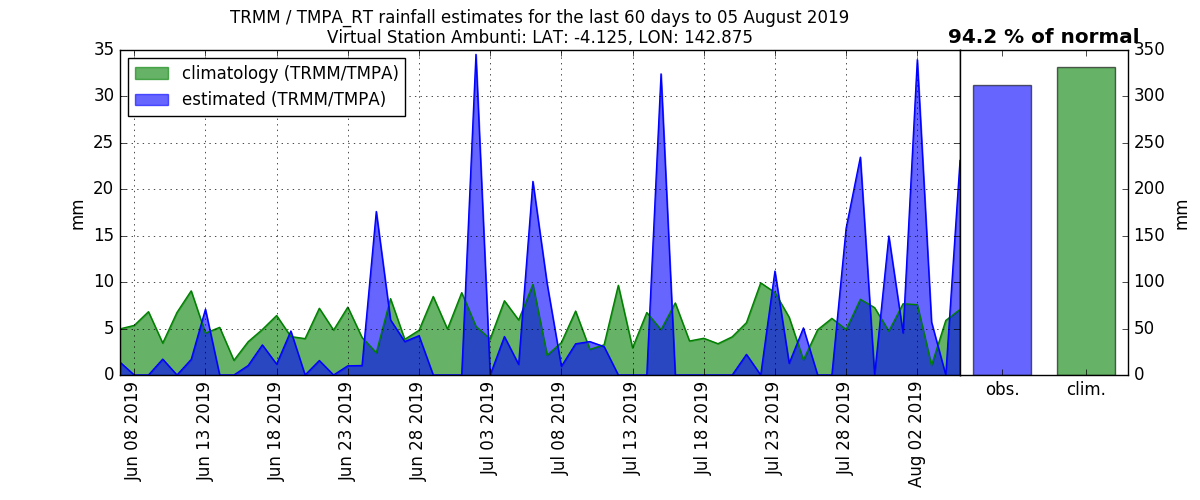 TRMM / TMPA_RT rainfall estimates for the last 60 days to 05 August 2019
Virtual Station Ambunti: LAT: -4.125, LON: 142.875
94.2 % of normal
climatology (TRMM/TMPA)
estimated (TRMM/TMPA)
35
30
25
20
15
10
5
0
mm
Jun 08 2019
Jun 13 2019
Jun 18 2019
Jun 23 2019
Jun 28 2019
Jul 03 2019
Jul 08 2019
Jul 13 2019
Jul 18 2019
Jul 23 2019
Jul 28 2019
Aug 02 2019
obs.
clim.
350
300
250
200
150
100
50
0
mm